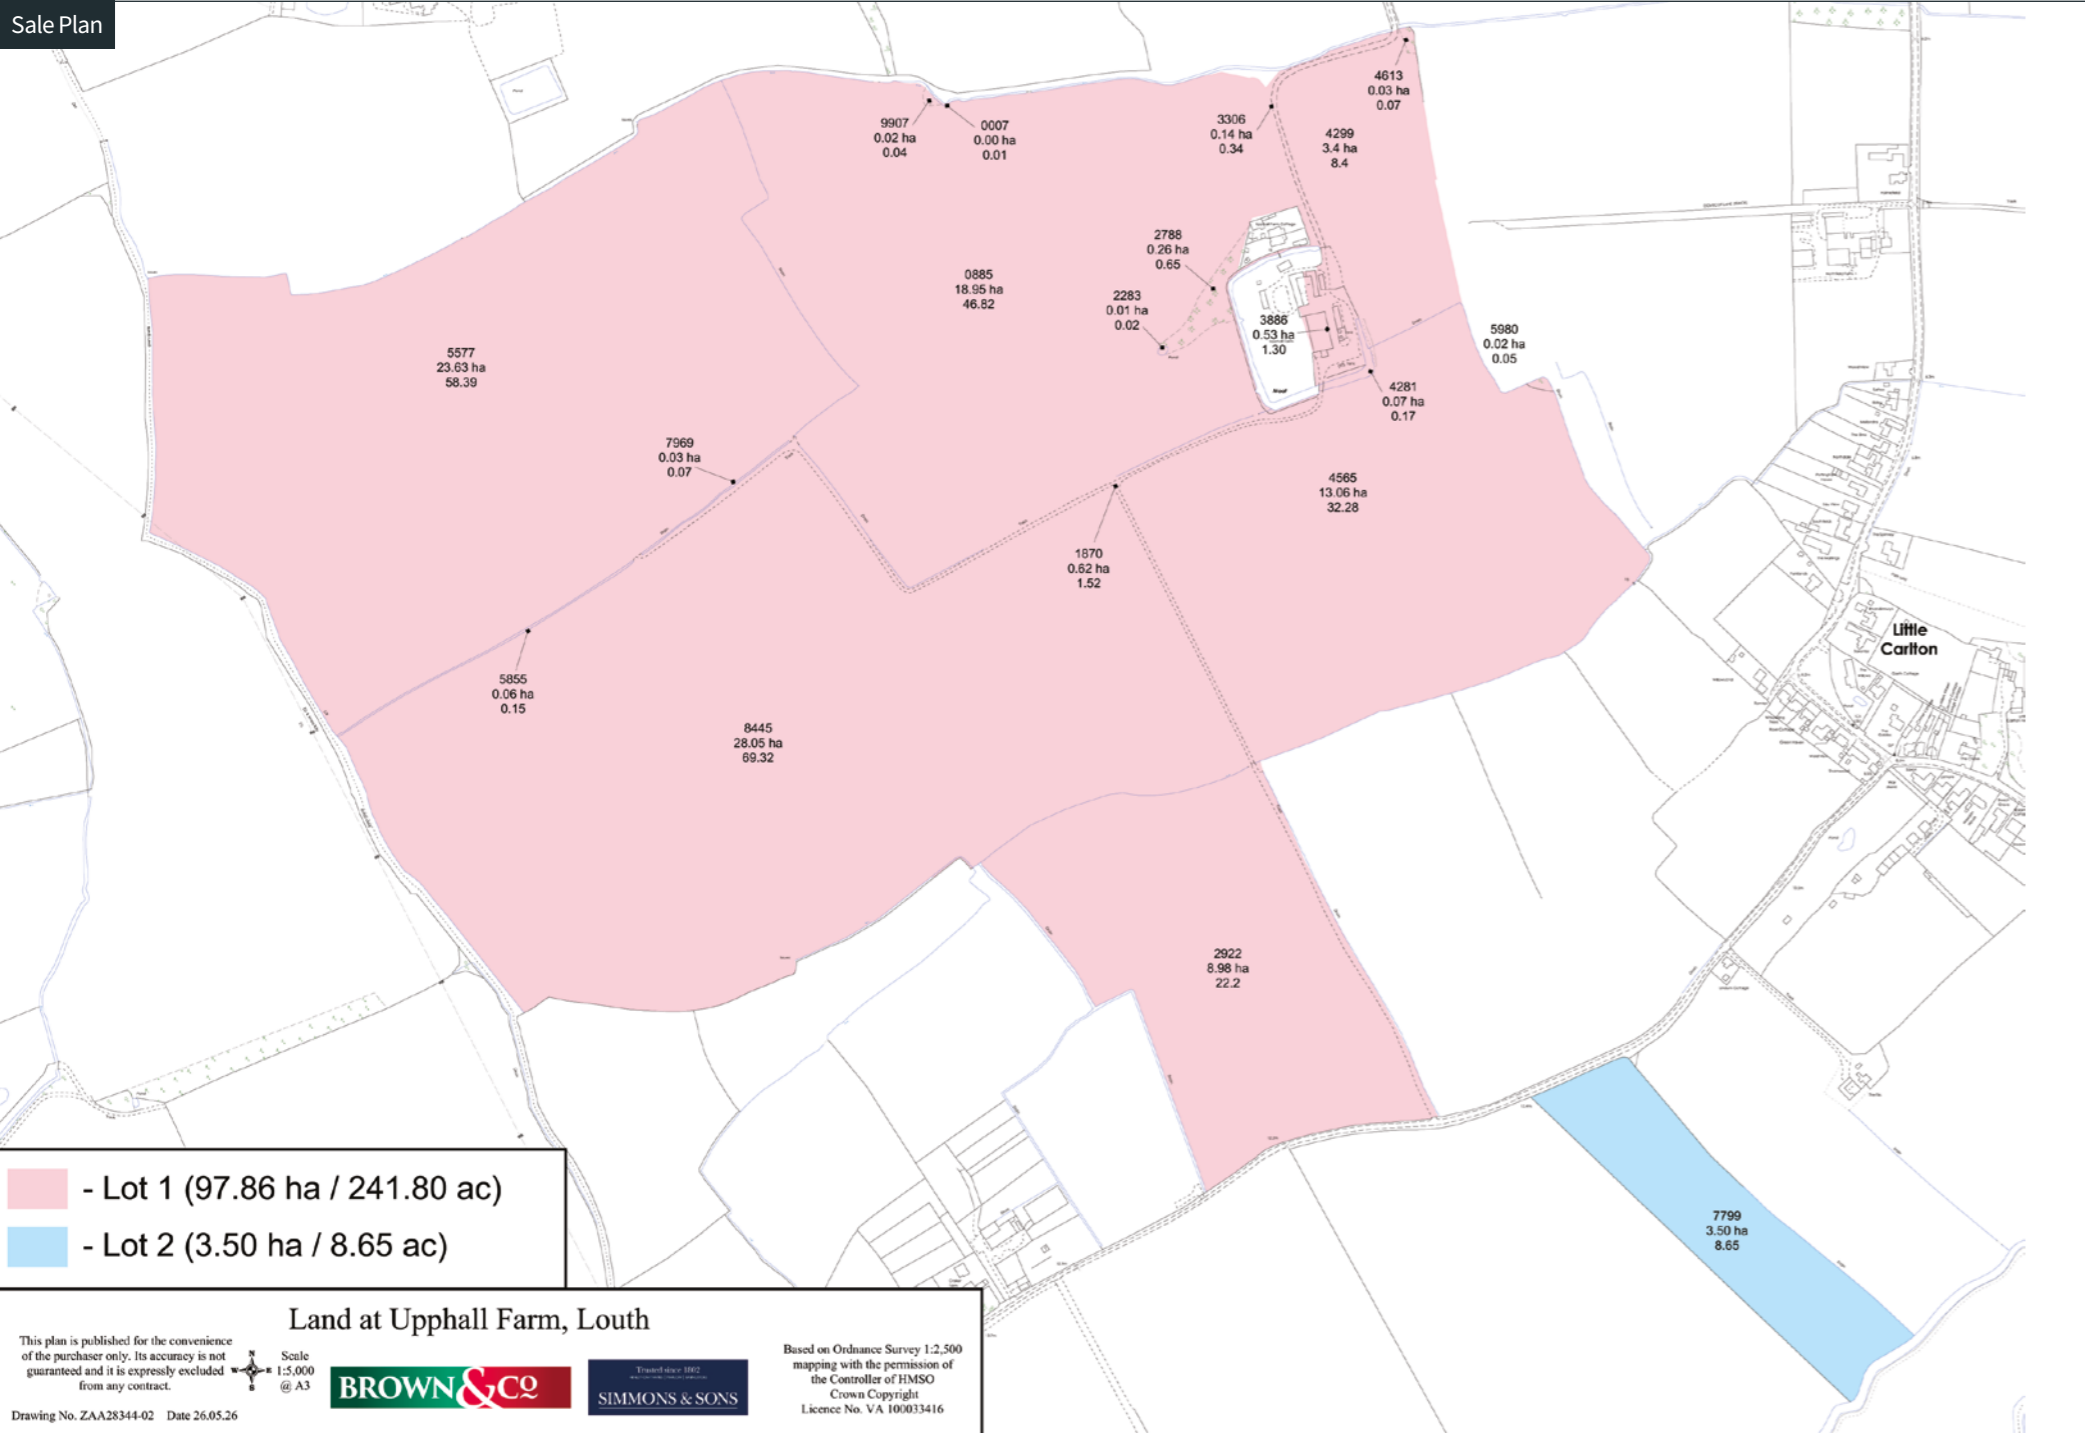 Sale Plan
4613
0.03 ha
0.07
9907
0.02 ha
0.04
0007
0.00 ha
0.01
3306
0.14 ha
0.34
4299
3.4 ha
8.4
2788
0.26 ha
0.65
0885
18.95 ha
46.82
2283
0.01 ha
0.02
3886
0.53 ha
1.30
Moat
5980
0.02 ha
0.05
5577
23.63 ha
58.39
4281
0.07 ha
0.17
7969
0.03 ha
0.07
4565
13.06 ha
32.28
1870
0.62 ha
1.52
Little
Carlton
5855
0.06 ha
0.15
8445
28.05 ha
69.32
2922
8.98 ha
22.2
7799
3.50 ha
8.65
- Lot 1 (97.86 ha / 241.80 ac)
- Lot 2 (3.50 ha / 8.65 ac)
Land at Upphall Farm, Louth
This plan is published for the convenience
of the purchaser only. Its accuracy is not
guaranteed and it is expressly excluded
from any contract.
N
W E
S
Scale
1:5,000
@ A3
BROWN&CO
Trusted since 1802
SIMMONS & SONS
Based on Ordnance Survey 1:2,500
mapping with the permission of
the Controller of HMSO
Crown Copyright
Licence No. VA 100033416
Drawing No. ZAA28344-02 Date 26.05.26